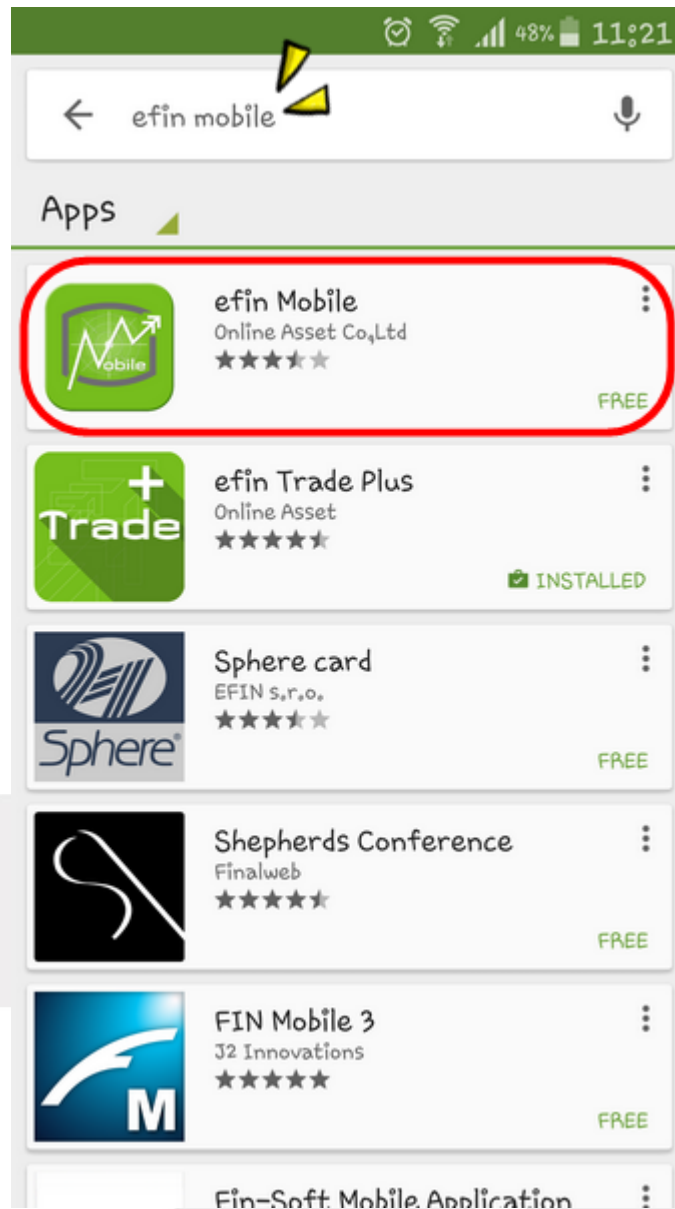 48% 11:21
efin mobile
Apps
Mobile
efin Mobile
Online Asset Co,Ltd
FREE
+
Trade
efin Trade Plus
Online Asset
INSTALLED
Sphere®
Sphere card
EFIN s.r.o.
FREE
Shepherds Conference
Finalweb
FREE
M
FIN Mobile 3
J2 Innovations
FREE
Fin-Soft Mobile Application